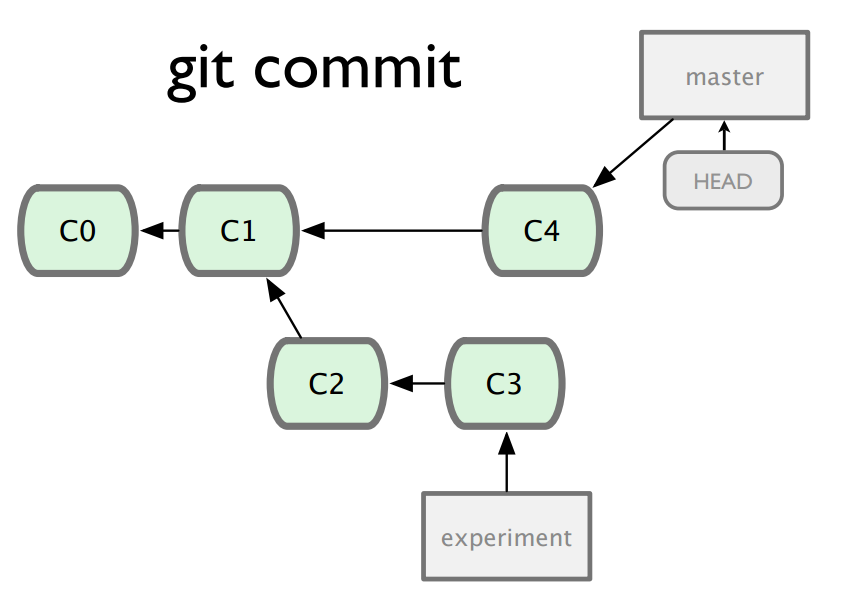 git commit
master
HEAD
C0
C1
C4
C2
C3
experiment